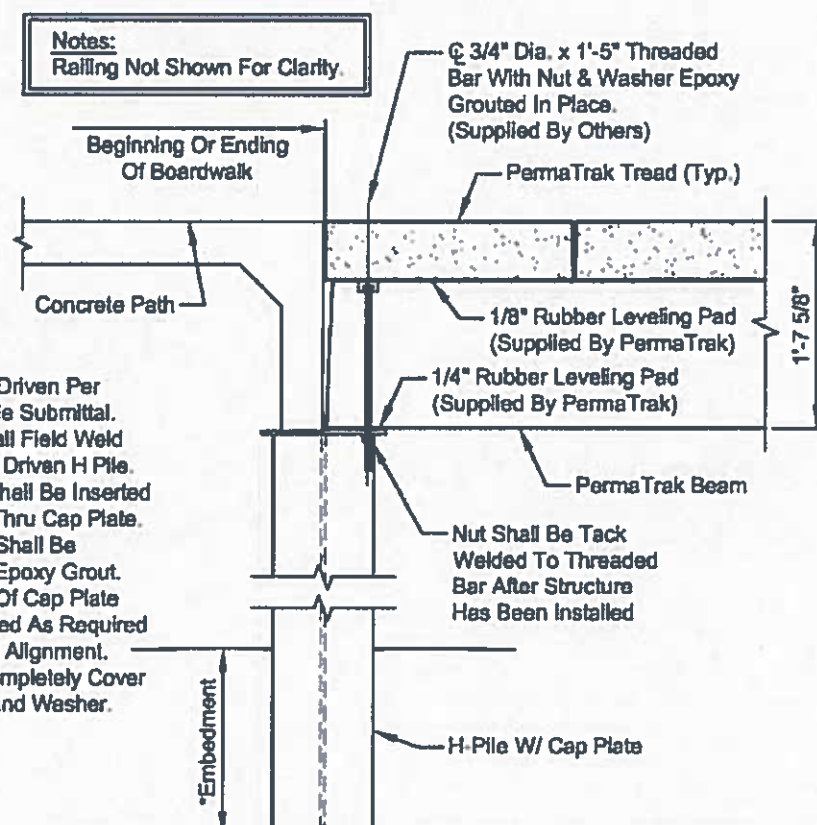 Notes:
Railing Not Shown For Clarity.
℄ 3/4" Dia. x 1'-5" Threaded
Bar With Nut & Washer Epoxy
Grouted In Place.
(Supplied By Others)
Beginning Or Ending
Of Boardwalk
PermaTrak Tread (Typ.)
Concrete Path
1/8" Rubber Leveling Pad
(Supplied By PermaTrak)
1'-7 5/8"
1/4" Rubber Leveling Pad
(Supplied By PermaTrak)
Driven Per
Submittal.
Field Weld
Driven H Pile.
hall Be Inserted
Thru Cap Plate.
Shall Be
Epoxy Grout.
Of Cap Plate
ed As Required
Alignment.
mpletely Cover
nd Washer.
PermaTrak Beam
Nut Shall Be Tack
Welded To Threaded
Bar After Structure
Has Been Installed
*Embedment
H-Pile W/ Cap Plate